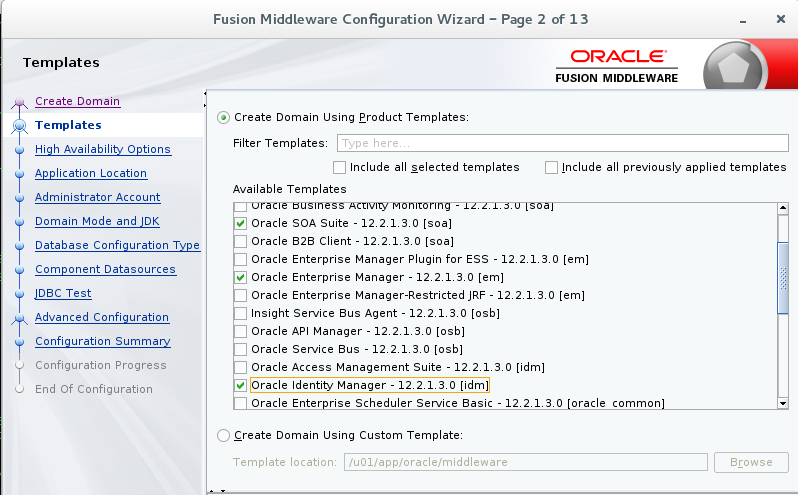 Fusion Middleware Configuration Wizard – Page 2 of 13
Templates
ORACLE
FUSION MIDDLEWARE
Create Domain
Templates
High Availability Options
Application Location
Administrator Account
Domain Mode and JDK
Database Configuration Type
Component Datasources
JDBC Test
Advanced Configuration
Configuration Summary
Configuration Progress
End Of Configuration
Create Domain Using Product Templates:
Filter Templates: Type here...
Include all selected templates Include all previously applied templates
Available Templates
Oracle Business Activity Monitoring - 12.2.1.3.0 [soa]
Oracle SOA Suite - 12.2.1.3.0 [soa]
Oracle B2B Client - 12.2.1.3.0 [soa]
Oracle Enterprise Manager Plugin for ESS - 12.2.1.3.0 [em]
Oracle Enterprise Manager - 12.2.1.3.0 [em]
Oracle Enterprise Manager-Restricted JRF - 12.2.1.3.0 [em]
Insight Service Bus Agent - 12.2.1.3.0 [osb]
Oracle API Manager - 12.2.1.3.0 [osb]
Oracle Service Bus - 12.2.1.3.0 [osb]
Oracle Access Management Suite - 12.2.1.3.0 [idm]
Oracle Identity Manager - 12.2.1.3.0 [idm]
Oracle Enterprise Scheduler Service Basic - 12.2.1.3.0 [oracle_common]
Create Domain Using Custom Template:
Template location: /u01/app/oracle/middleware Browse